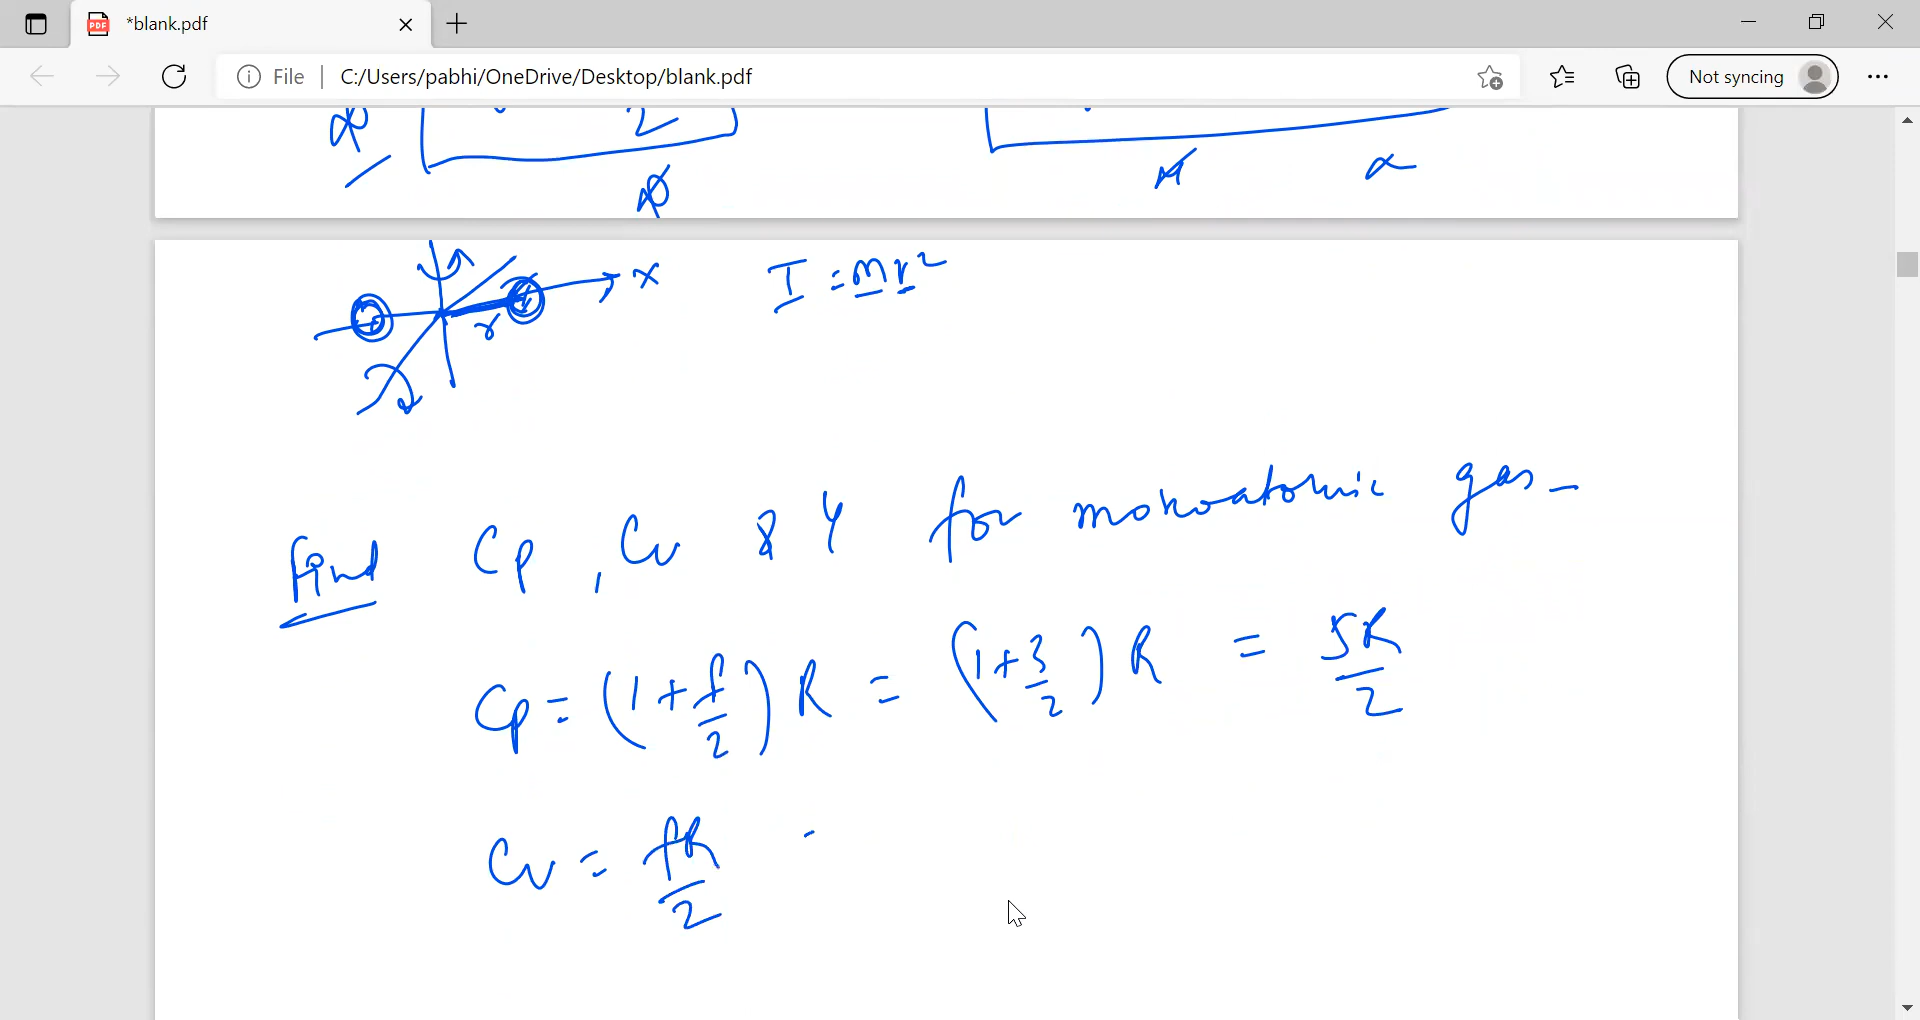 *blank.pdf
File | C:/Users/pabhi/OneDrive/Desktop/blank.pdf
Not syncing
2
x
I = mr²
r
Find Cp, Cv & γ for monoatomic gas-
Cp = (1 + f/2) R = (1 + 3/2) R = 5R/2
Cv = fR/2 -